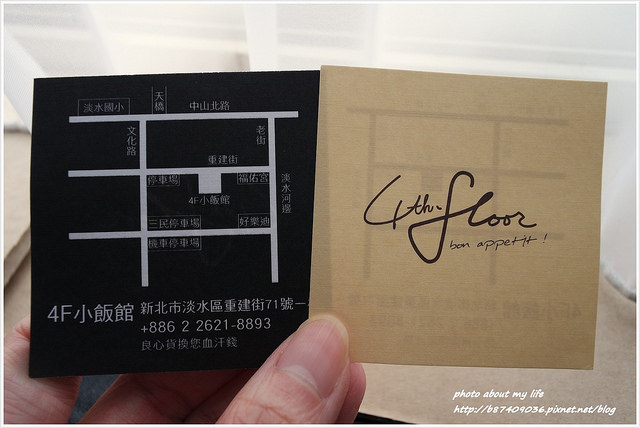 淡水國小
天橋
中山北路
文化路
老街
重建街
停車場
福佑宮
淡水河邊
4F小飯館
三民停車場
好樂迪
機車停車場
4F小飯館
新北市淡水區重建街71號一
+886 2 2621-8893
良心貨換您血汗錢
4th-floor
bon appetit!
photo about my life
http://b87409036.pixnet.net/blog